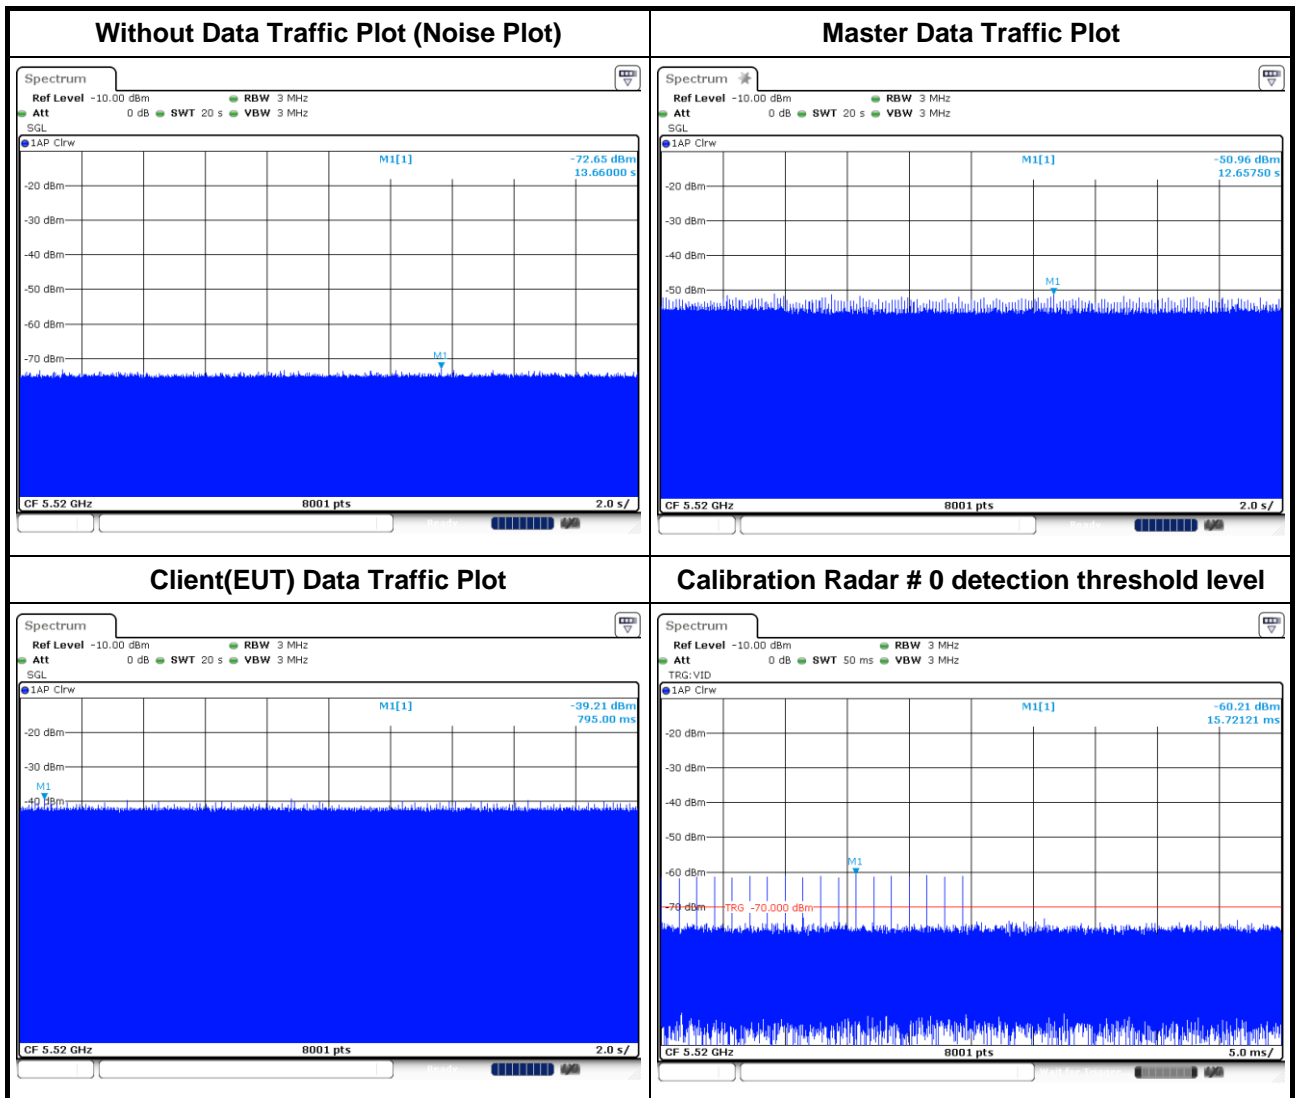 Without Data Traffic Plot (Noise Plot)
Spectrum
Ref Level -10.00 dBm RBW 3 MHz
Att 0 dB SWT 20 s VBW 3 MHz
SGL
1AP Clrw
M1[1] -72.65 dBm
13.66000 s
-20 dBm
-30 dBm
-40 dBm
-50 dBm
-60 dBm
-70 dBm
M1
CF 5.52 GHz 8001 pts 2.0 s/
Ready
Master Data Traffic Plot
Spectrum
Ref Level -10.00 dBm RBW 3 MHz
Att 0 dB SWT 20 s VBW 3 MHz
SGL
1AP Clrw
M1[1] -50.96 dBm
12.65750 s
-20 dBm
-30 dBm
-40 dBm
M1
-50 dBm
CF 5.52 GHz 8001 pts 2.0 s/
Ready
Client(EUT) Data Traffic Plot
Spectrum
Ref Level -10.00 dBm RBW 3 MHz
Att 0 dB SWT 20 s VBW 3 MHz
SGL
1AP Clrw
M1[1] -39.21 dBm
795.00 ms
-20 dBm
-30 dBm
M1
-40 dBm
CF 5.52 GHz 8001 pts 2.0 s/
Ready
Calibration Radar # 0 detection threshold level
Spectrum
Ref Level -10.00 dBm RBW 3 MHz
Att 0 dB SWT 50 ms VBW 3 MHz
TRG:VID
1AP Clrw
M1[1] -60.21 dBm
15.72121 ms
-20 dBm
-30 dBm
-40 dBm
-50 dBm
M1
-60 dBm
-70 dBm TRG -70.000 dBm
CF 5.52 GHz 8001 pts 5.0 ms/
Wait for Trigger